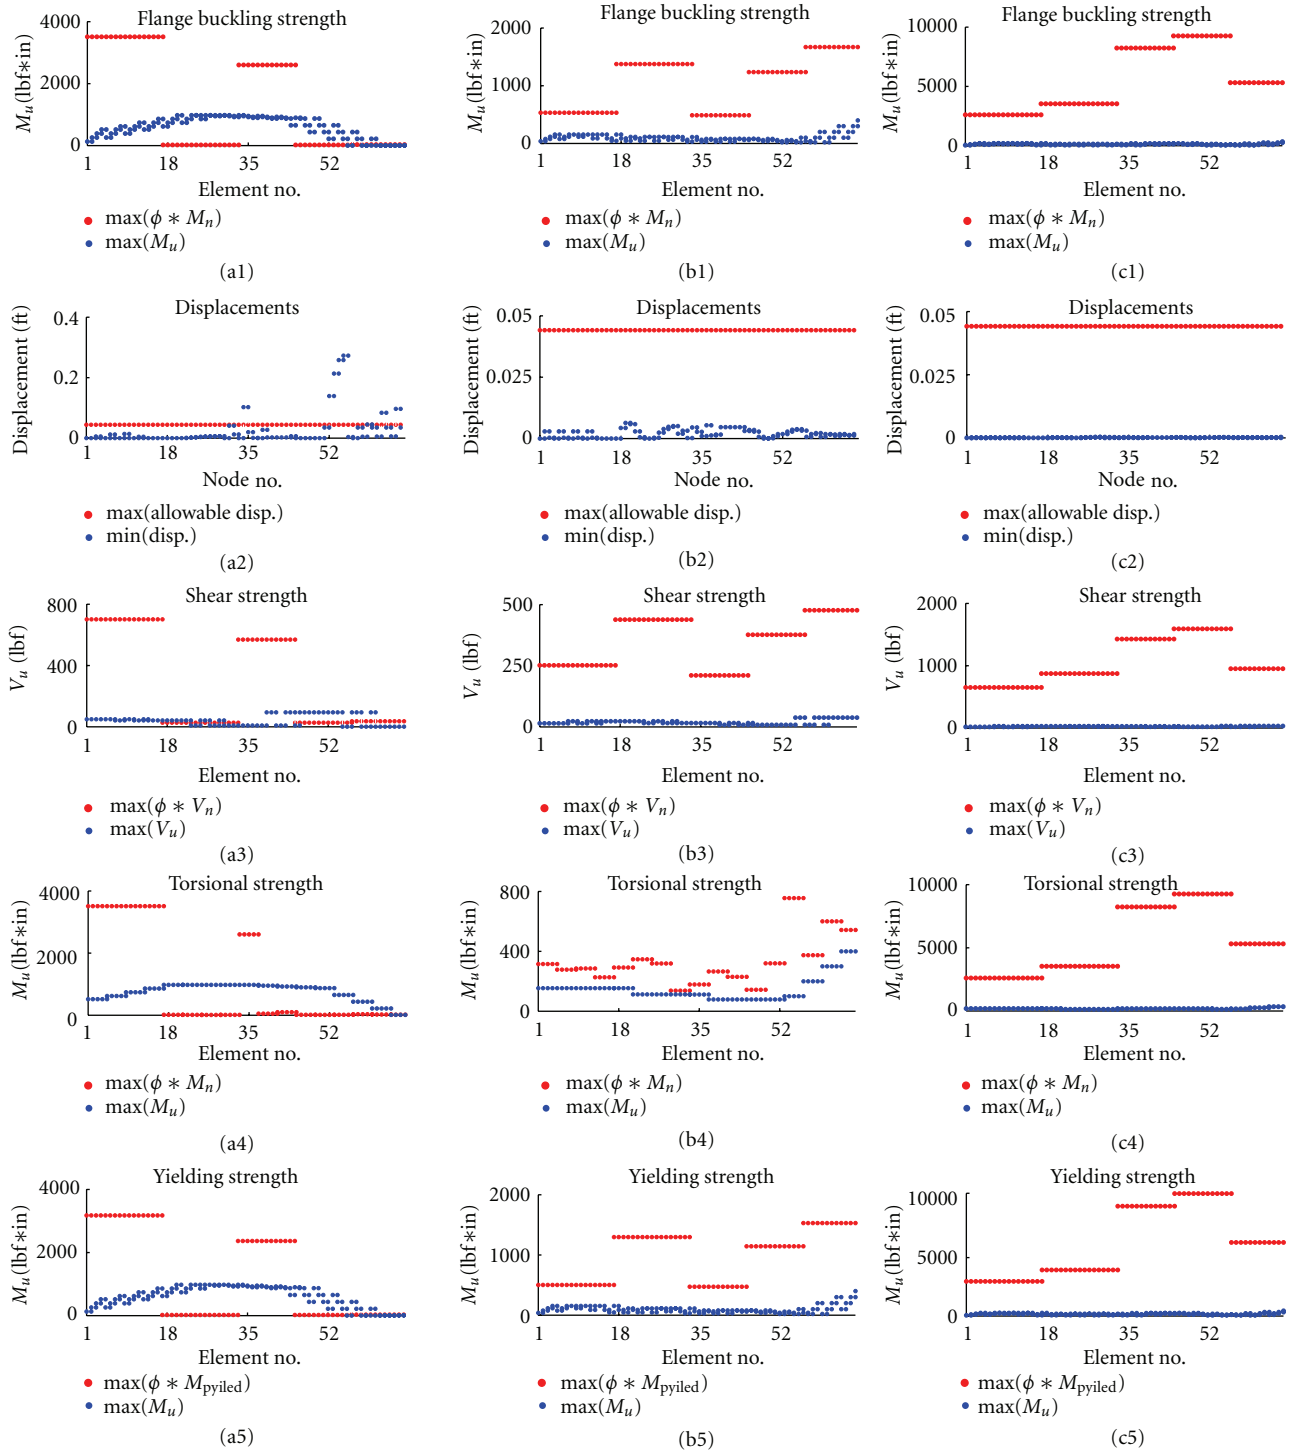 Flange buckling strength
4000
2000
0
M_u (lbf*in)
1 18 35 52
Element no.
max(ϕ * M_n)
max(M_u)
(a1)
Flange buckling strength
2000
1000
0
M_u (lbf*in)
1 18 35 52
Element no.
max(ϕ * M_n)
max(M_u)
(b1)
Flange buckling strength
10000
5000
0
M_u (lbf*in)
1 18 35 52
Element no.
max(ϕ * M_n)
max(M_u)
(c1)
Displacements
0.4
0.2
0
Displacement (ft)
1 18 35 52
Node no.
max(allowable disp.)
min(disp.)
(a2)
Displacements
0.05
0.025
0
Displacement (ft)
1 18 35 52
Node no.
max(allowable disp.)
min(disp.)
(b2)
Displacements
0.05
0.025
0
Displacement (ft)
1 18 35 52
Node no.
max(allowable disp.)
min(disp.)
(c2)
Shear strength
800
400
0
V_u (lbf)
1 18 35 52
Element no.
max(ϕ * V_n)
max(V_u)
(a3)
Shear strength
500
250
0
V_u (lbf)
1 18 35 52
Element no.
max(ϕ * V_n)
max(V_u)
(b3)
Shear strength
2000
1000
0
V_u (lbf)
1 18 35 52
Element no.
max(ϕ * V_n)
max(V_u)
(c3)
Torsional strength
4000
2000
0
M_u (lbf*in)
1 18 35 52
Element no.
max(ϕ * M_n)
max(M_u)
(a4)
Torsional strength
800
400
0
M_u (lbf*in)
1 18 35 52
Element no.
max(ϕ * M_n)
max(M_u)
(b4)
Torsional strength
10000
5000
0
M_u (lbf*in)
1 18 35 52
Element no.
max(ϕ * M_n)
max(M_u)
(c4)
Yielding strength
4000
2000
0
M_u (lbf*in)
1 18 35 52
Element no.
max(ϕ * M_pyiled)
max(M_u)
(a5)
Yielding strength
2000
1000
0
M_u (lbf*in)
1 18 35 52
Element no.
max(ϕ * M_pyiled)
max(M_u)
(b5)
Yielding strength
10000
5000
0
M_u (lbf*in)
1 18 35 52
Element no.
max(ϕ * M_pyiled)
max(M_u)
(c5)